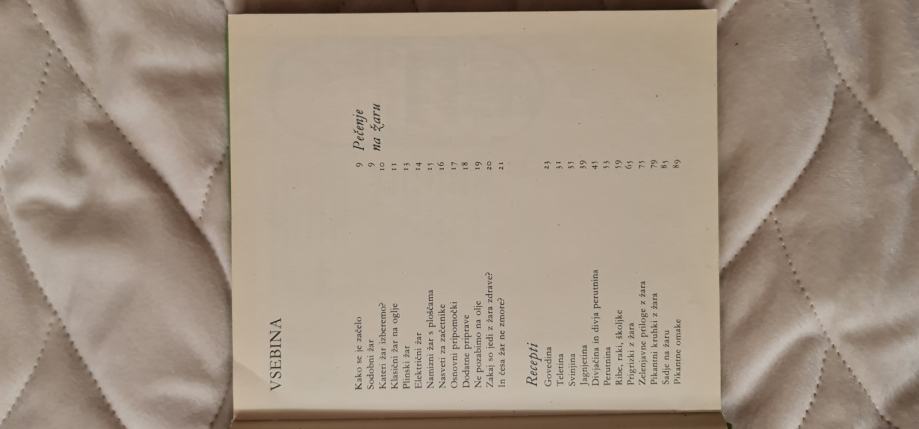 VSEBINA
Kako se je začelo 9 Pečenje
Sodobni žar 9 na žaru
Kateri žar izberemo? 10
Klasični žar na oglje 11
Plinski žar 13
Električni žar 14
Namizni žar s ploščama 15
Nasveti za začetnike 16
Osnovni pripomočki 17
Dodatne priprave 18
Ne pozabimo na olje 19
Zakaj so jedi z žara zdrave? 20
In česa žar ne zmore? 21
Recepti
Govedina 23
Teletina 31
Svinjina 35
Jagnjetina 39
Divjačina in divja perutnina 45
Perutnina 53
Ribe, raki, školjke 59
Prigrizki z žara 65
Zelenjavne priloge z žara 75
Pikantni kruhki z žara 79
Sadje na žaru 85
Pikantne omake 89